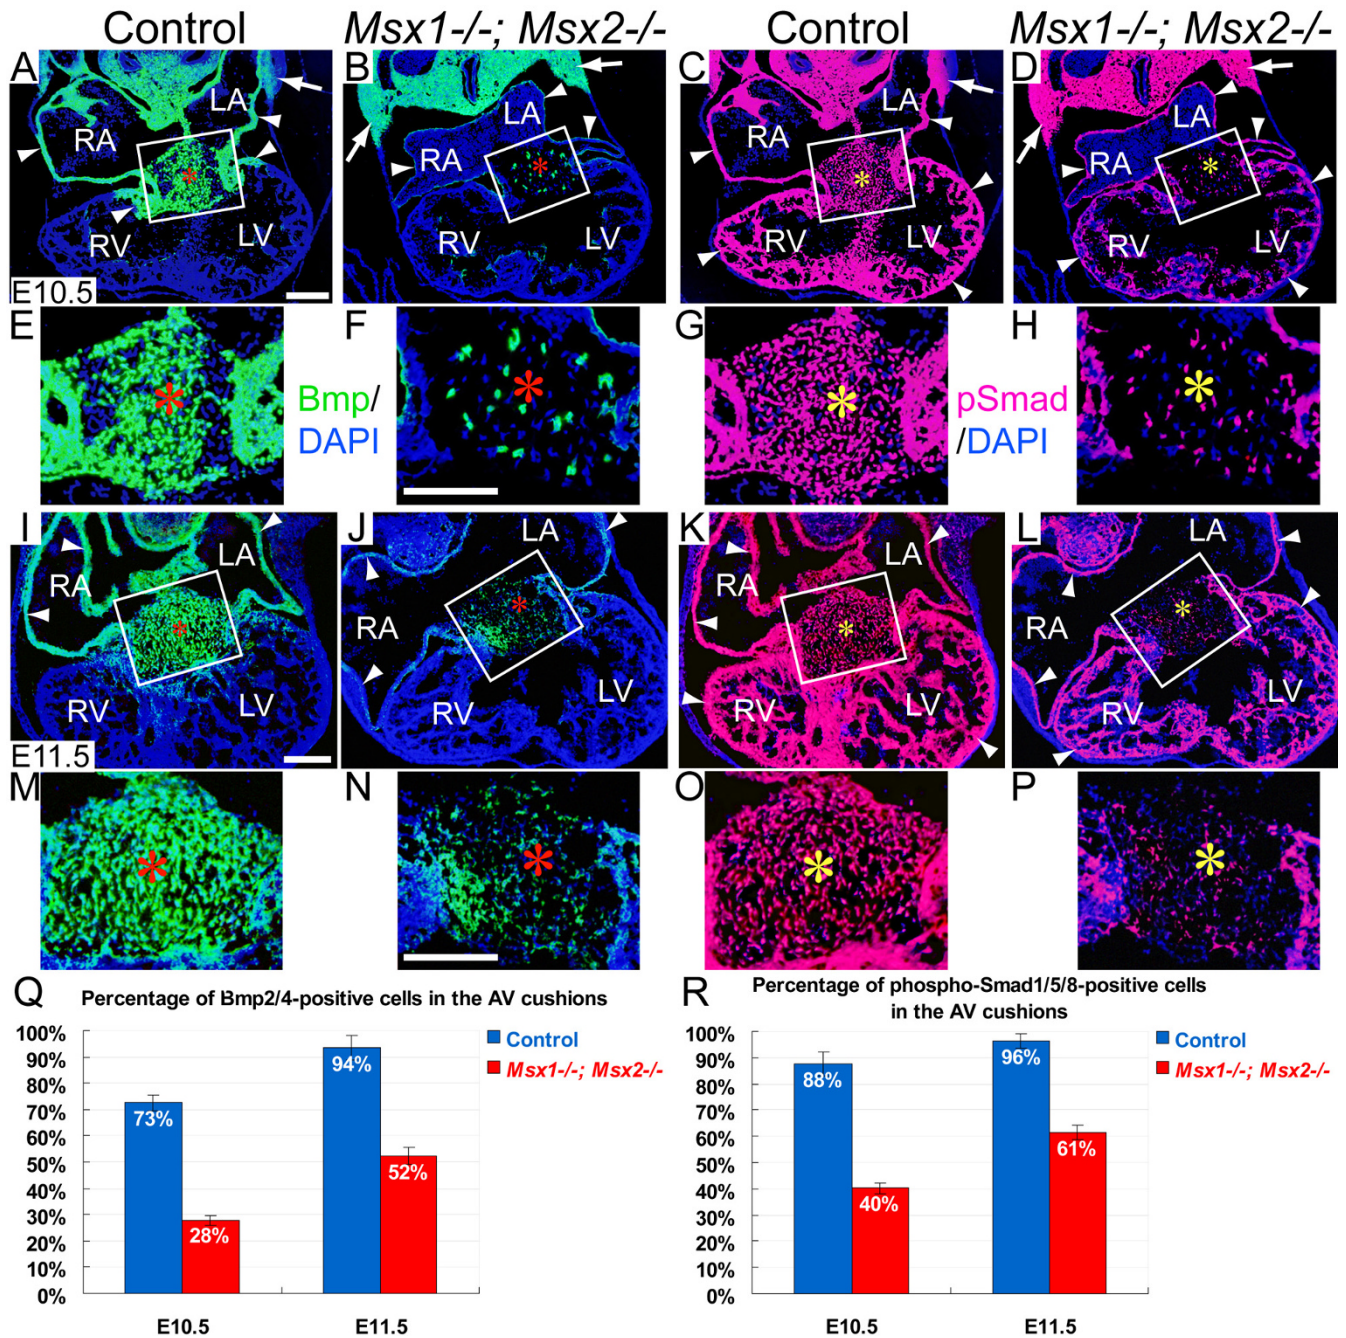 Control Msx1-/-; Msx2-/- Control Msx1-/-; Msx2-/-
A B C D
LA LA LA LA
RA RA RA RA
RV LV RV LV RV LV RV LV
E10.5
E F G H
* * * *
Bmp/
DAPI
pSmad
/DAPI
I J K L
LA LA LA LA
RA RA RA RA
RV LV RV LV RV LV RV LV
E11.5
M N O P
* * * *
Q Percentage of Bmp2/4-positive cells in the AV cushions
100%
90%
80%
70%
60%
50%
40%
30%
20%
10%
0%
73%
28%
94%
52%
E10.5 E11.5
Control
Msx1-/-; Msx2-/-
R Percentage of phospho-Smad1/5/8-positive cells
in the AV cushions
100%
90%
80%
70%
60%
50%
40%
30%
20%
10%
0%
88%
40%
96%
61%
E10.5 E11.5
Control
Msx1-/-; Msx2-/-